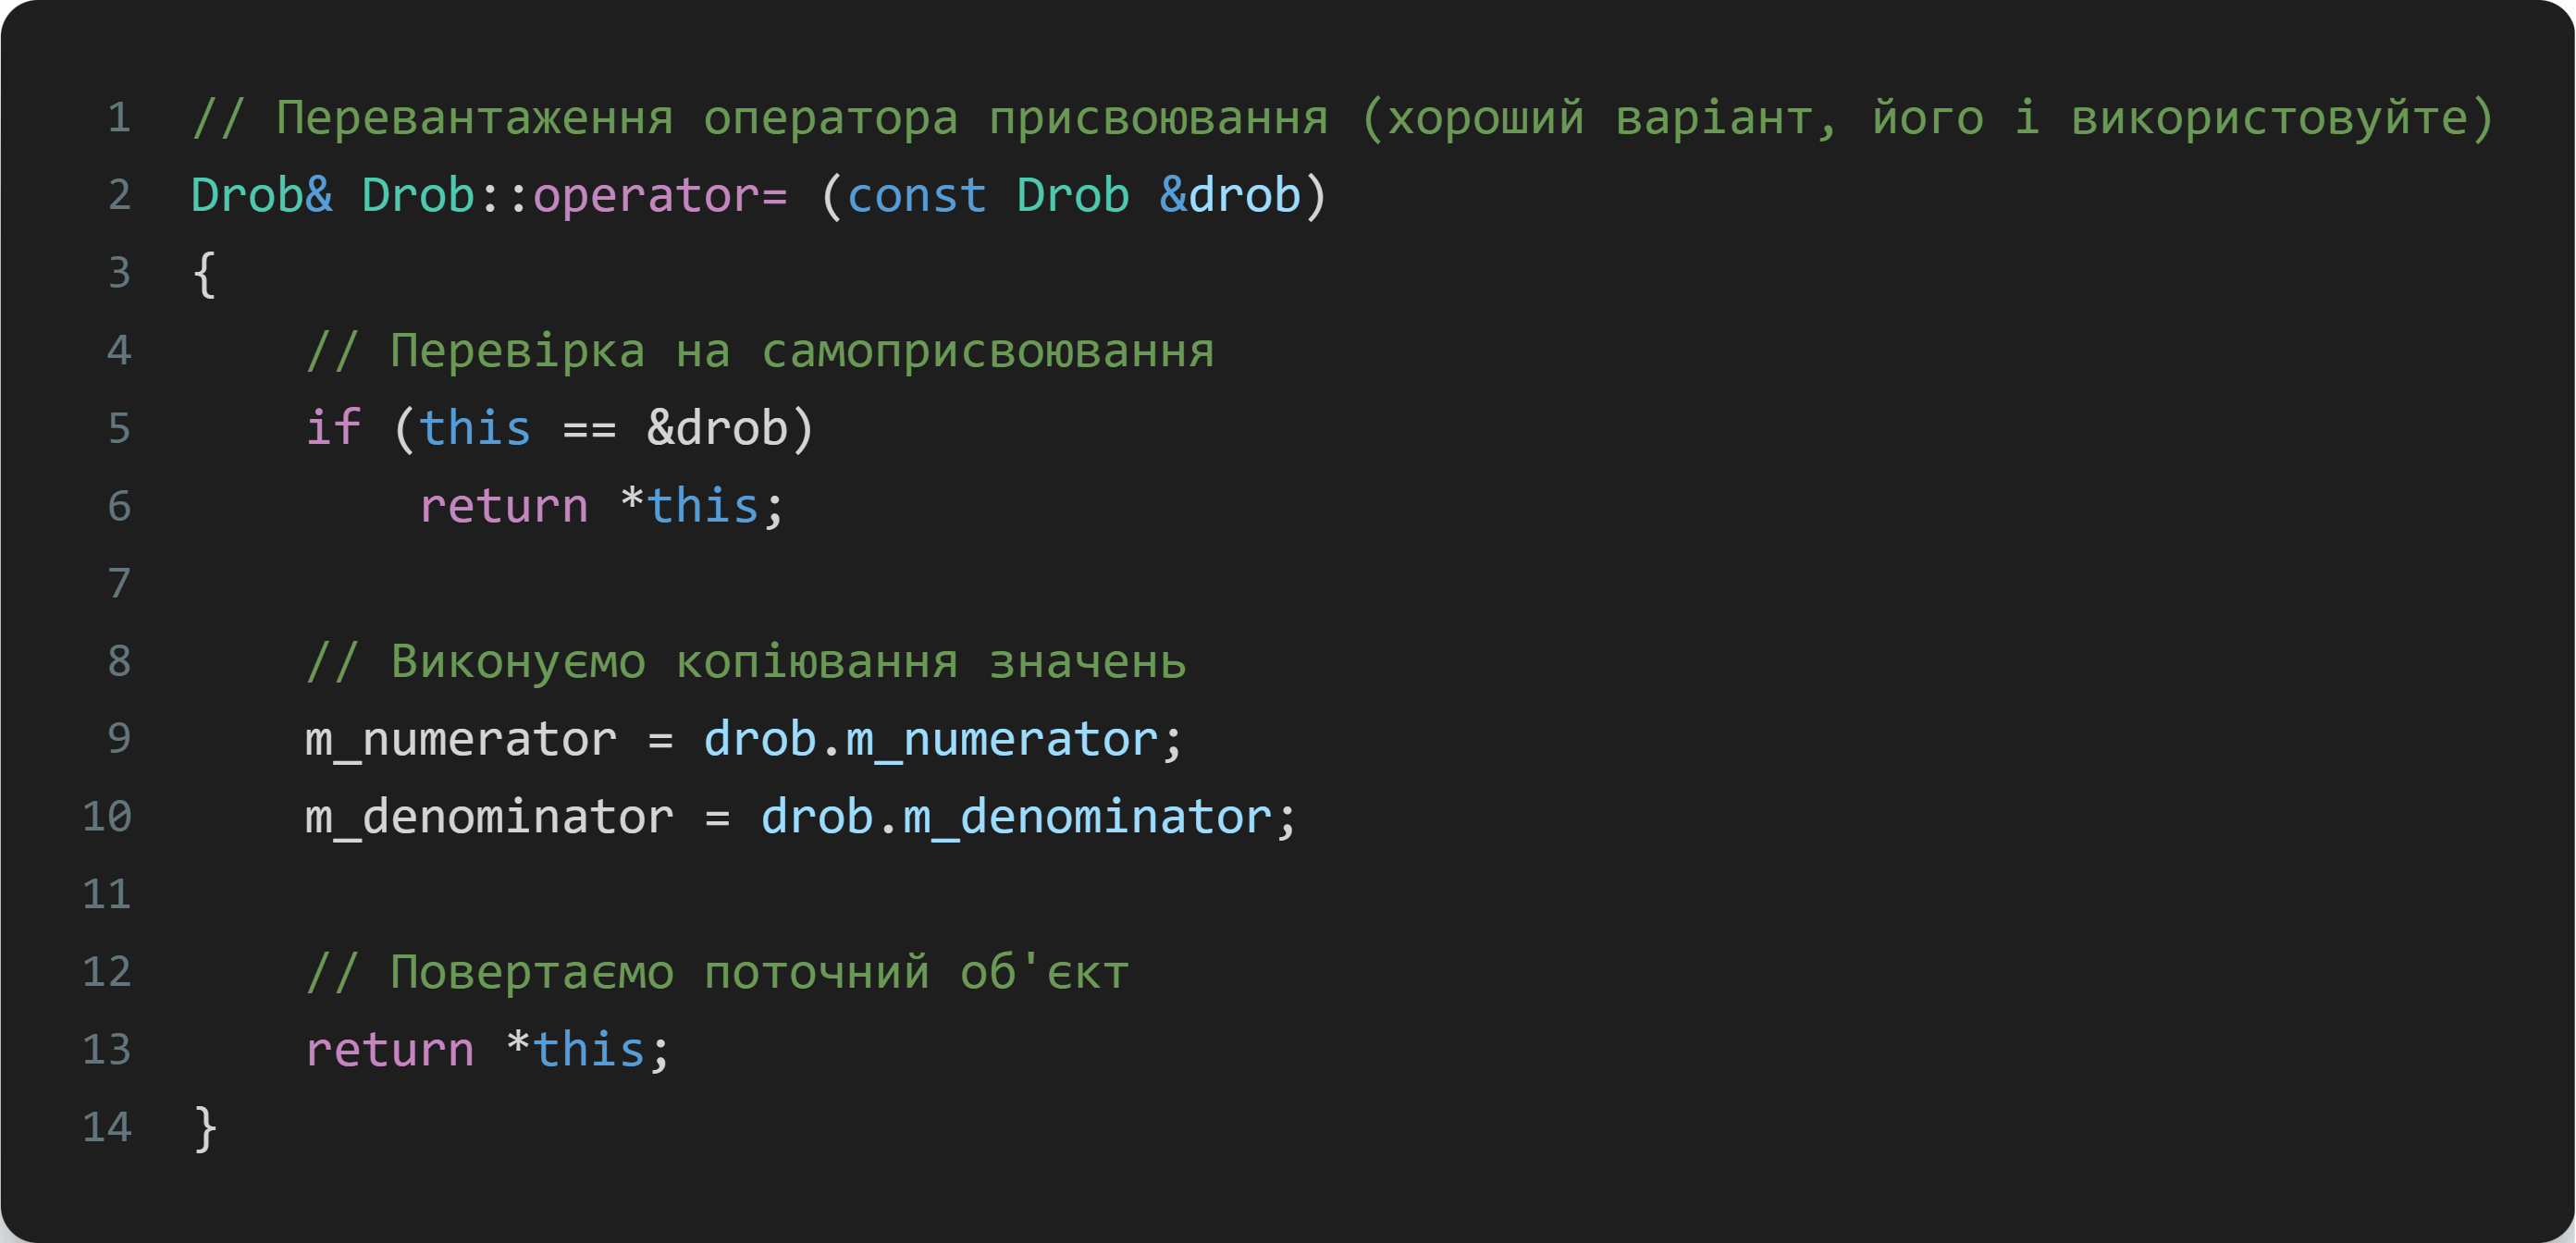 1 // Перевантаження оператора присвоювання (хороший варіант, його і використовуйте)
2 Drob& Drob::operator= (const Drob &drob)
3 {
4     // Перевірка на самоприсвоювання
5     if (this == &drob)
6         return *this;
7
8     // Виконуємо копіювання значень
9     m_numerator = drob.m_numerator;
10     m_denominator = drob.m_denominator;
11
12     // Повертаємо поточний об'єкт
13     return *this;
14 }